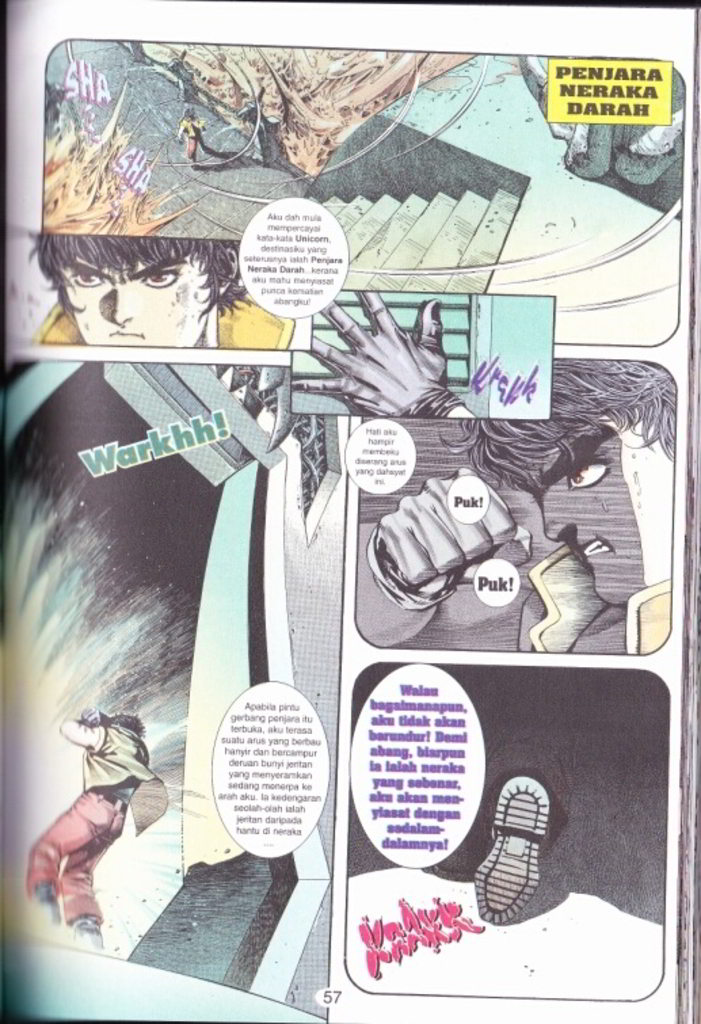 PENJARA
NERAKA
DARAH
SHA
SHA
Aku dah mula
mempercayai
kata-kata Unicorn,
destinasiku yang
seterusnya ialah Penjara
Neraka Darah...kerana
aku mahu menyiasat
punca kematian
abangku!
Warkhh!
Hati aku
hampir
membeku
diserang arus
yang dahsyat
ini.
Puk!
Puk!
Apabila pintu
gerbang penjara itu
terbuka, aku terasa
suatu arus yang berbau
hanyir dan bercampur
deruan bunyi jeritan
yang menyeramkan
sedang menerpa ke
arah aku. Ia kedengaran
seolah-olah ialah
jeritan daripada
hantu di neraka
....
Walau
bagaimanapun,
aku tidak akan
berundur! Demi
abang, biarpun
ia ialah neraka
yang sebenar,
aku akan men-
yiasat dengan
sedalam-
dalamnya!
57